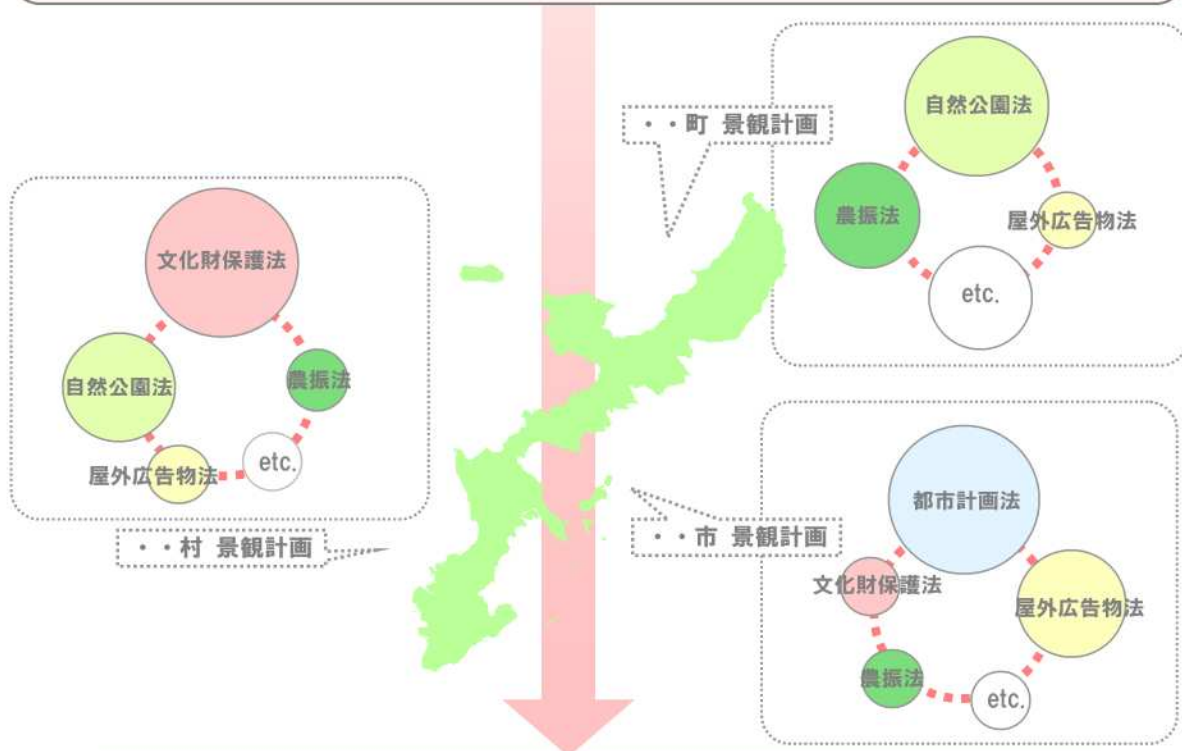 ・・町 景観計画
自然公園法
農振法
屋外広告物法
etc.
文化財保護法
自然公園法
農振法
屋外広告物法
etc.
・・村 景観計画
・・市 景観計画
都市計画法
文化財保護法
屋外広告物法
農振法
etc.